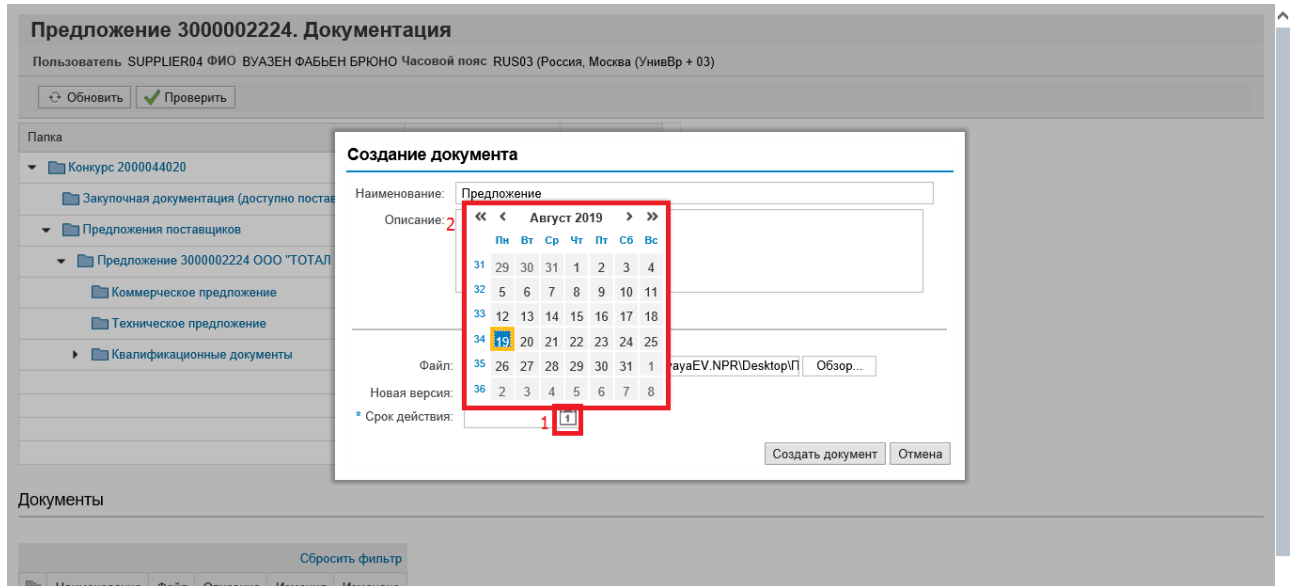 Предложение 3000002224. Документация
Пользователь SUPPLIER04 ФИО ВУАЗЕН ФАБЬЕН БРЮНО Часовой пояс RUS03 (Россия, Москва (УнивВр + 03)
Обновить Проверить
Папка
Конкурс 2000044020
Закупочная документация (доступно постав
Предложения поставщиков
Предложение 3000002224 ООО "ТОТАЛ
Коммерческое предложение
Техническое предложение
Квалификационные документы
Создание документа
Наименование: Предложение
Описание: 2
Август 2019
Пн Вт Ср Чт Пт Сб Вс
31 29 30 31 1 2 3 4
32 5 6 7 8 9 10 11
33 12 13 14 15 16 17 18
34 19 20 21 22 23 24 25
35 26 27 28 29 30 31 1
36 2 3 4 5 6 7 8
Файл: ayaEV.NPR\Desktop\П Обзор...
Новая версия:
* Срок действия: 1 1
Создать документ Отмена
Документы
Сбросить фильтр